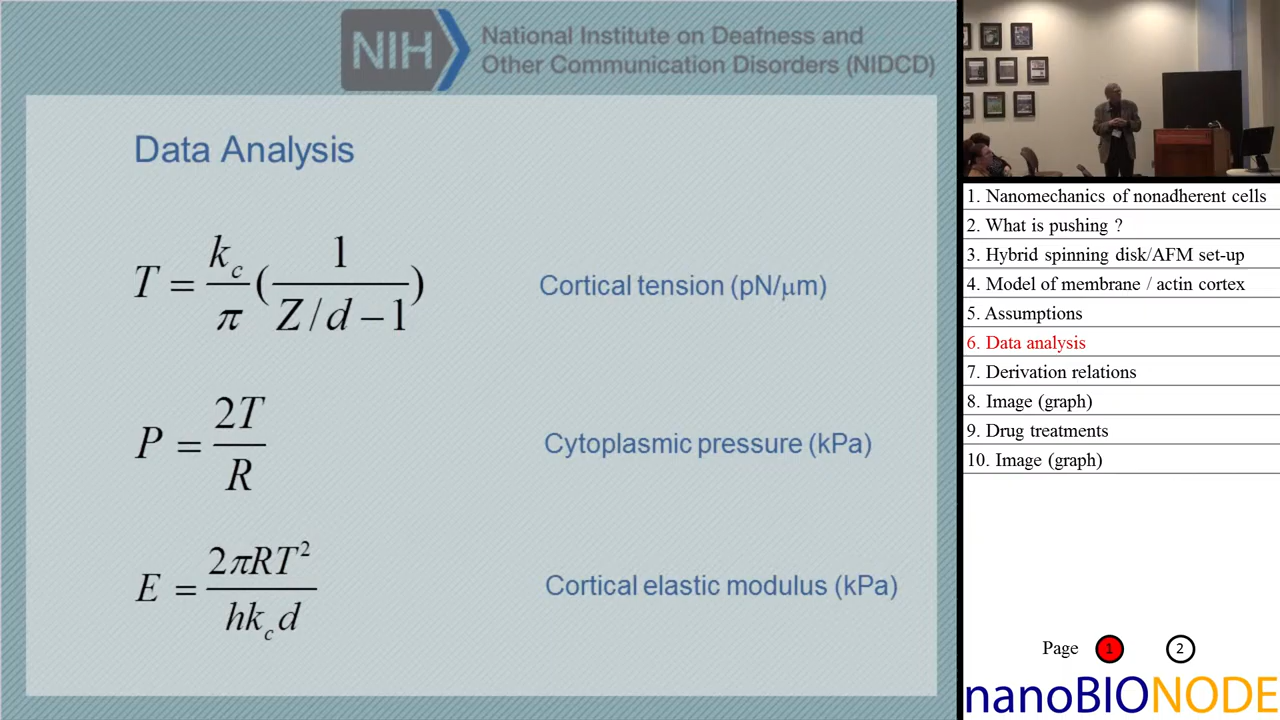 NIH National Institute on Deafness and
Other Communication Disorders (NIDCD)
Data Analysis
T = k_c/π (1/(Z/d − 1)) Cortical tension (pN/μm)
P = 2T/R Cytoplasmic pressure (kPa)
E = 2πRT²/(hk_c d) Cortical elastic modulus (kPa)
1. Nanomechanics of nonadherent cells
2. What is pushing ?
3. Hybrid spinning disk/AFM set-up
4. Model of membrane / actin cortex
5. Assumptions
6. Data analysis
7. Derivation relations
8. Image (graph)
9. Drug treatments
10. Image (graph)
Page 1 2
nanoBIONODE